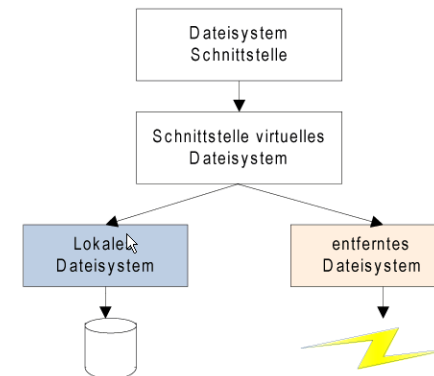 Dateisystem
Schnittstelle
Schnittstelle virtuelles
Dateisystem
Lokales
Dateisystem
entferntes
Dateisystem